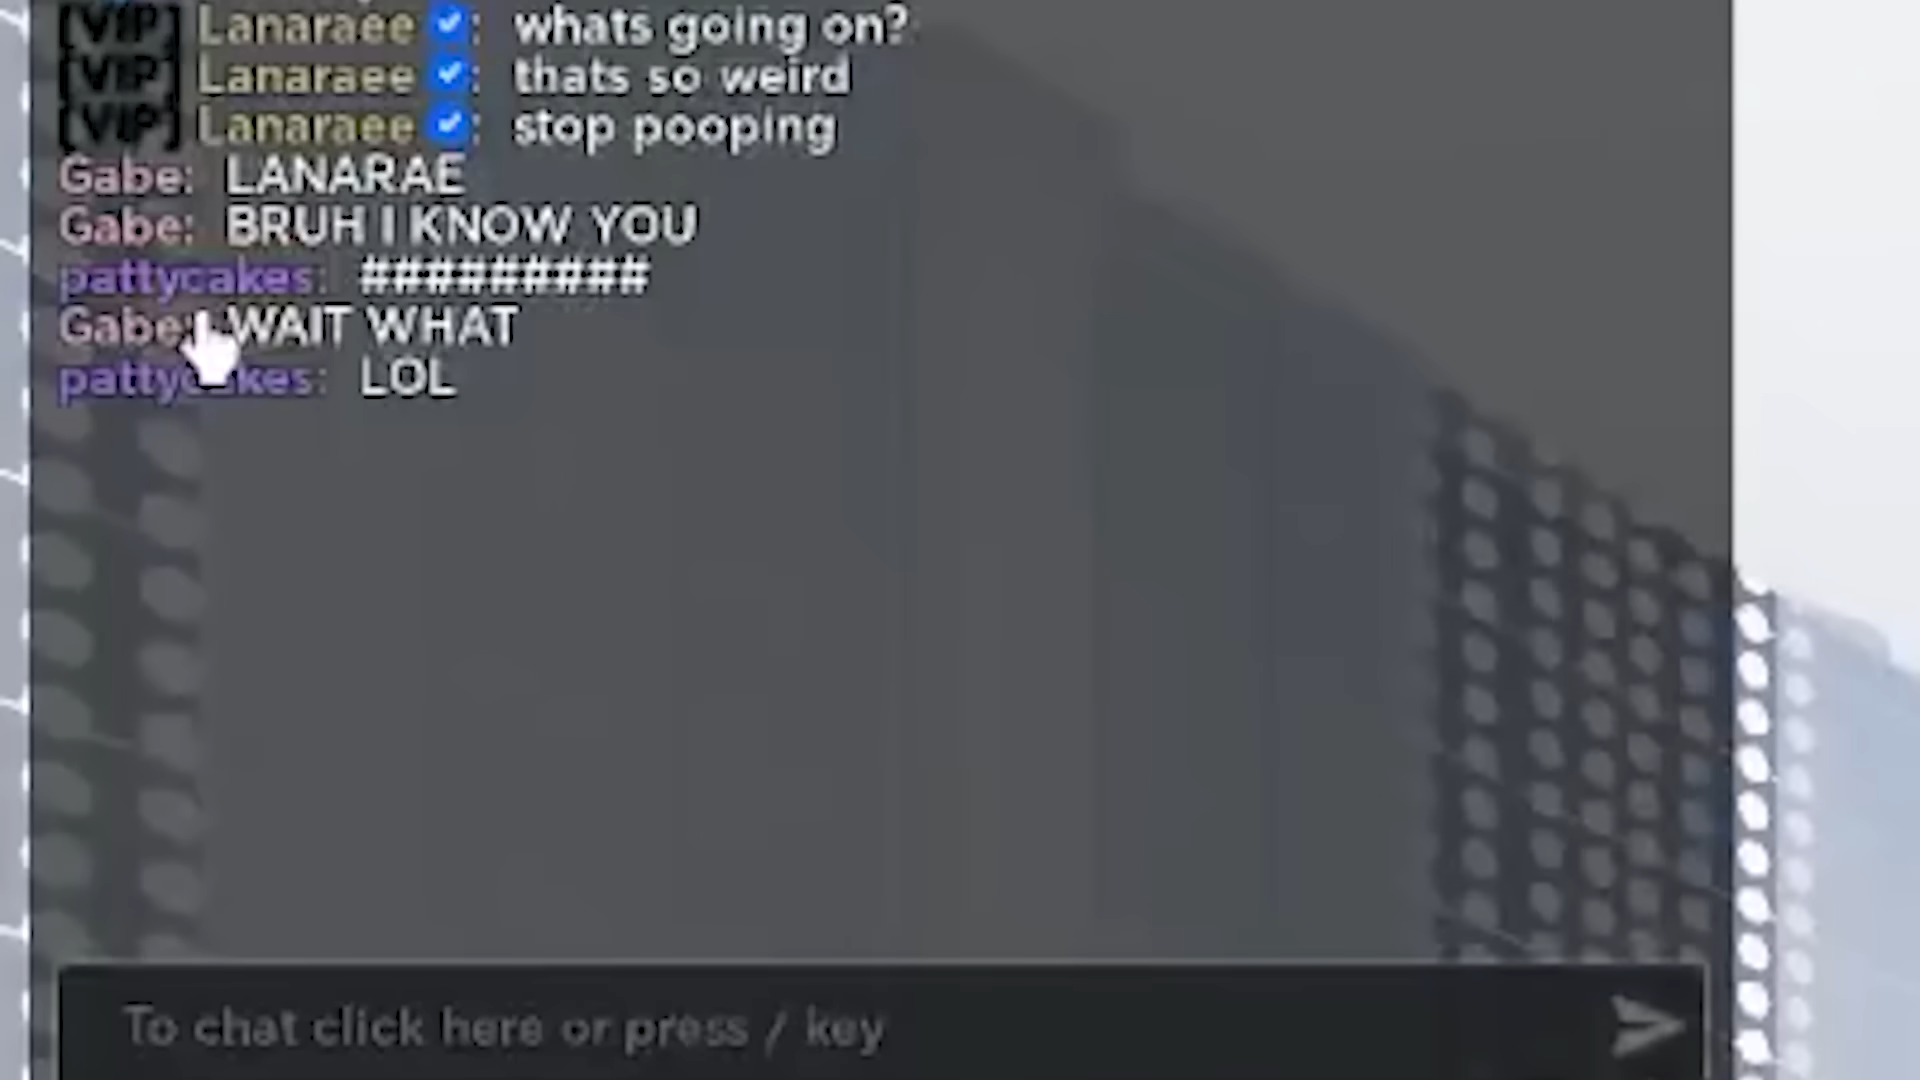 [VIP] Lanaraee : whats going on?
[VIP] Lanaraee : thats so weird
[VIP] Lanaraee : stop pooping
Gabe: LANARAE
Gabe: BRUH I KNOW YOU
pattycakes: #########
Gabe: WAIT WHAT
pattycakes: LOL
To chat click here or press / key